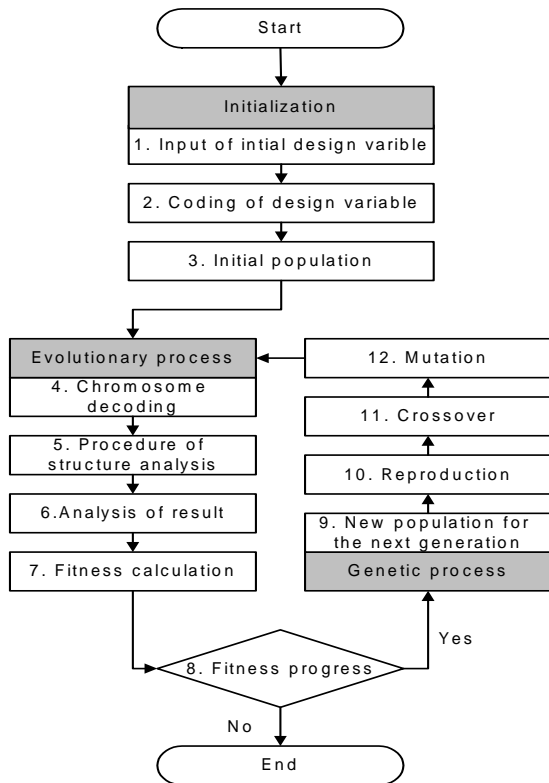 Start
Initialization
1. Input of intial design varible
2. Coding of design variable
3. Initial population
Evolutionary process
4. Chromosome
decoding
5. Procedure of
structure analysis
6.Analysis of result
7. Fitness calculation
8. Fitness progress
12. Mutation
11. Crossover
10. Reproduction
9. New population for
the next generation
Genetic process
Yes
No
End